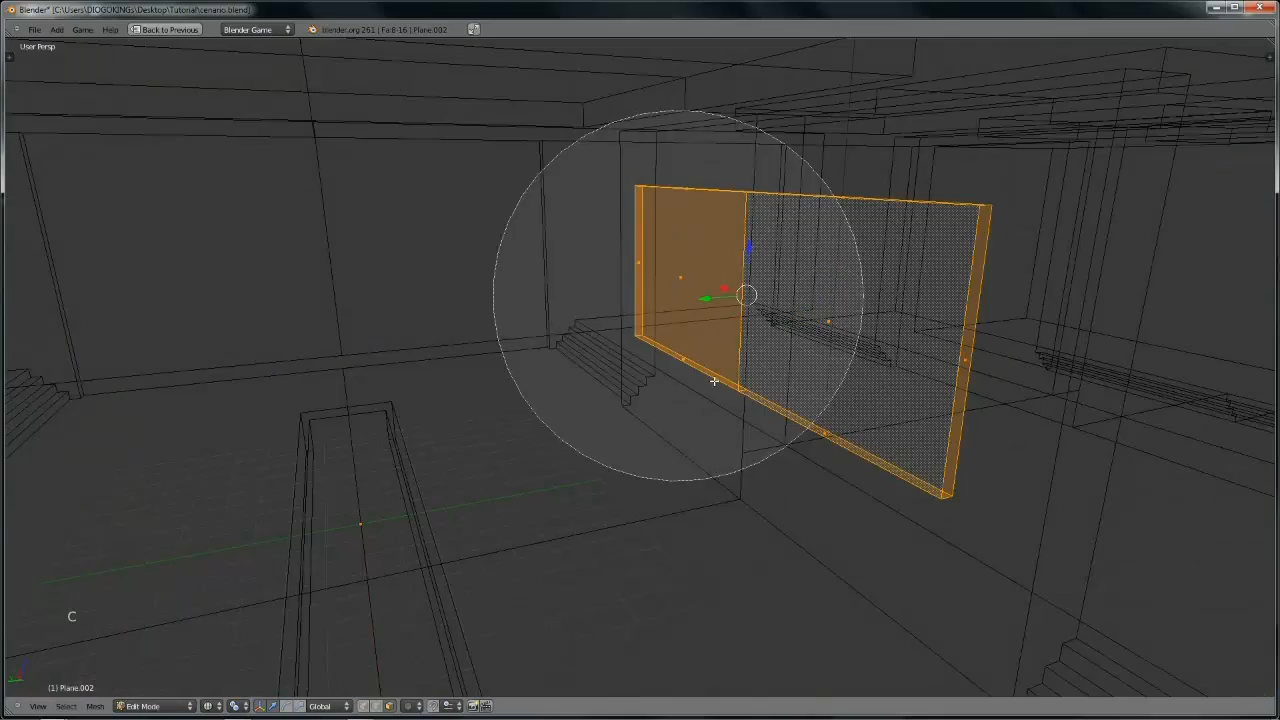 Blender* [C:\Users\DIOGOKINGs\Desktop\Tutorial\cenario.blend]
File Add Game Help Back to Previous Blender Game blender.org 261 | Fa:8-16 | Plane.002
User Persp
C
(1) Plane.002
View Select Mesh Edit Mode Global